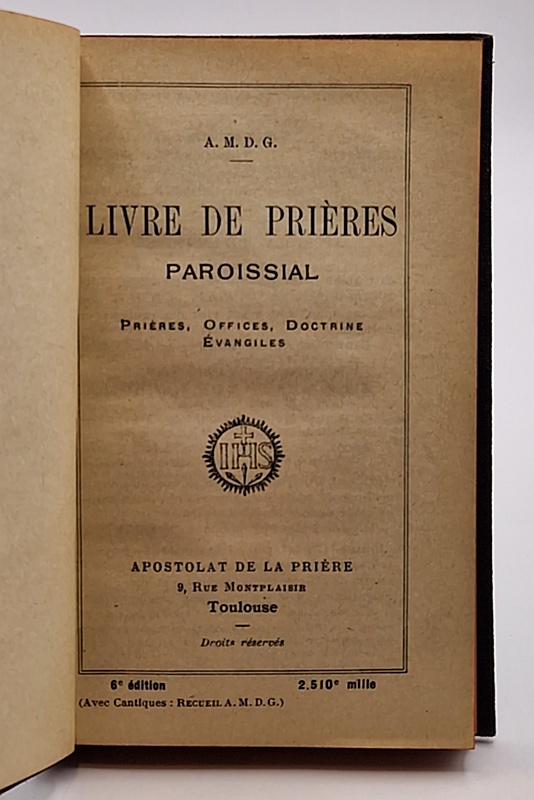 A. M. D. G.
LIVRE DE PRIÈRES
PAROISSIAL
PRIÈRES, OFFICES, DOCTRINE
ÉVANGILES
IHS
APOSTOLAT DE LA PRIÈRE
9, RUE MONTPLAISIR
Toulouse
Droits réservés
6e édition 2.510e mille
(Avec Cantiques : RECUEIL A. M. D. G.)